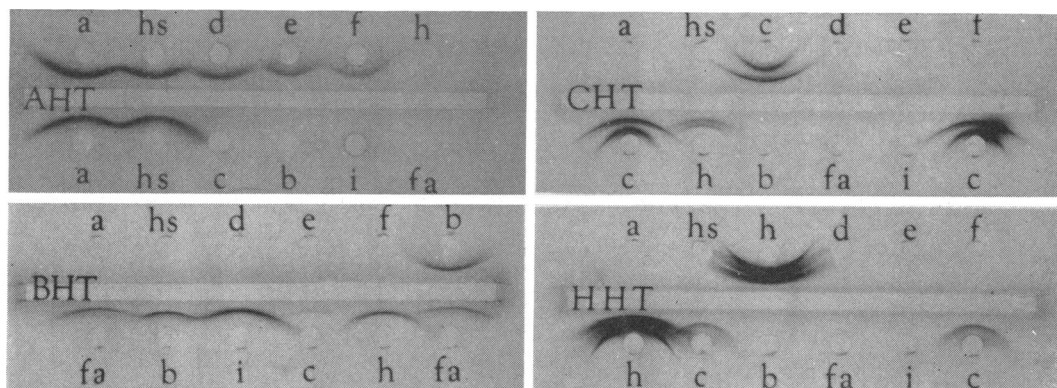 a hs d e f h
AHT
a hs c b i fa
a hs c d e f
CHT
c h b fa i c
a hs d e f b
BHT
fa b i c h fa
a hs h d e f
HHT
h c b fa i c